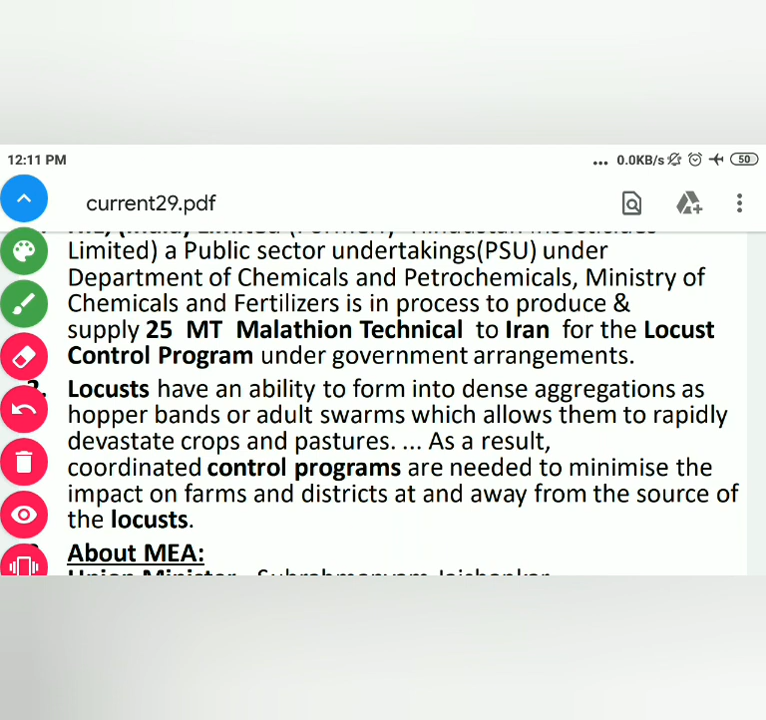 12:11 PM
... 0.0KB/s 50
current29.pdf
Limited) a Public sector undertakings(PSU) under
Department of Chemicals and Petrochemicals, Ministry of
Chemicals and Fertilizers is in process to produce &
supply 25 MT Malathion Technical to Iran for the Locust
Control Program under government arrangements.
Locusts have an ability to form into dense aggregations as
hopper bands or adult swarms which allows them to rapidly
devastate crops and pastures. ... As a result,
coordinated control programs are needed to minimise the
impact on farms and districts at and away from the source of
the locusts.
About MEA: